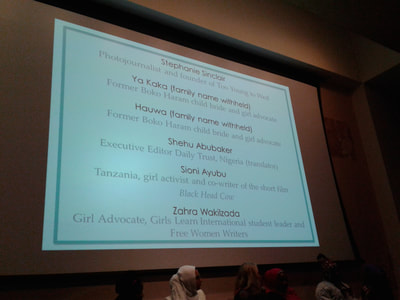 Stephanie Sinclair
Photojournalist and founder of Too Young to Wed
Ya Kaka (family name withheld)
Former Boko Haram child bride and girl advocate
Hauwa (family name withheld)
Former Boko Haram child bride and girl advocate
Shehu Abubaker
Executive Editor Daily Trust, Nigeria (translator)
Sioni Ayubu
Tanzania, girl activist and co-writer of the short film
Black Head Cow
Zahra Wakilzada
Girl Advocate, Girls Learn International student leader and
Free Women Writers